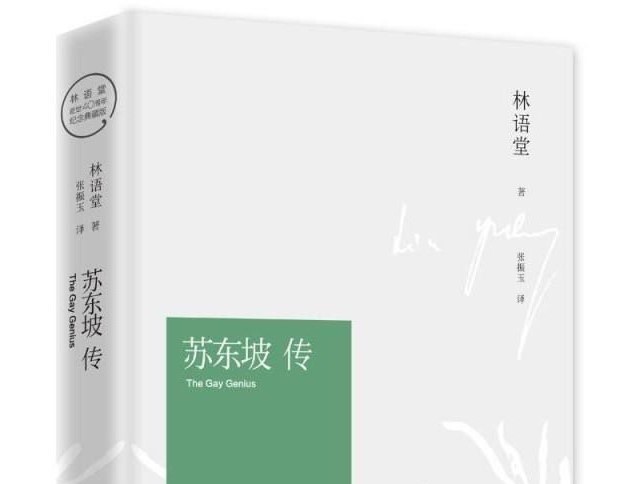 林语堂
逝世40周年
纪念典藏版
林语堂 著
张振玉 译
苏东坡传
The Gay Genius
林语堂
著
张振玉 译
苏东坡 传
The Gay Genius